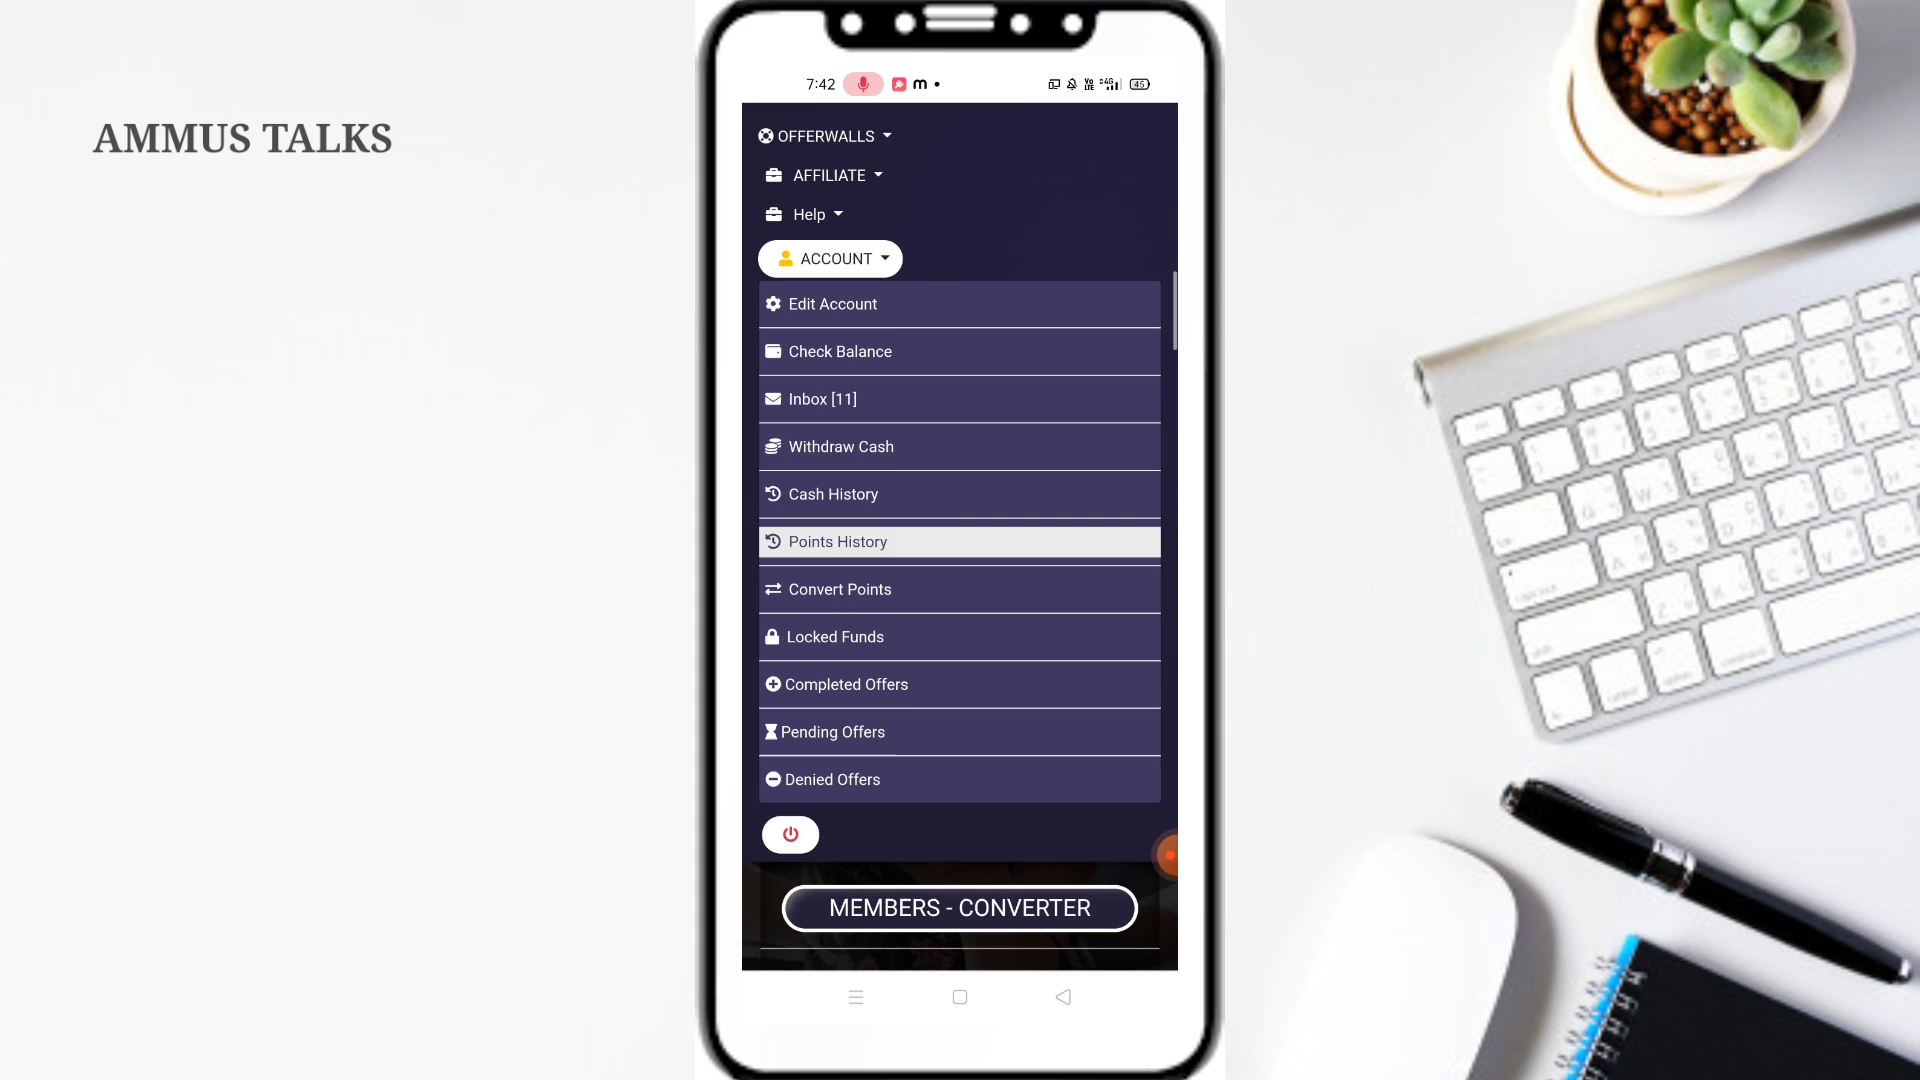 AMMUS TALKS
7:42
45
OFFERWALLS
AFFILIATE
Help
ACCOUNT
Edit Account
Check Balance
Inbox [11]
Withdraw Cash
Cash History
Points History
Convert Points
Locked Funds
Completed Offers
Pending Offers
Denied Offers
MEMBERS - CONVERTER